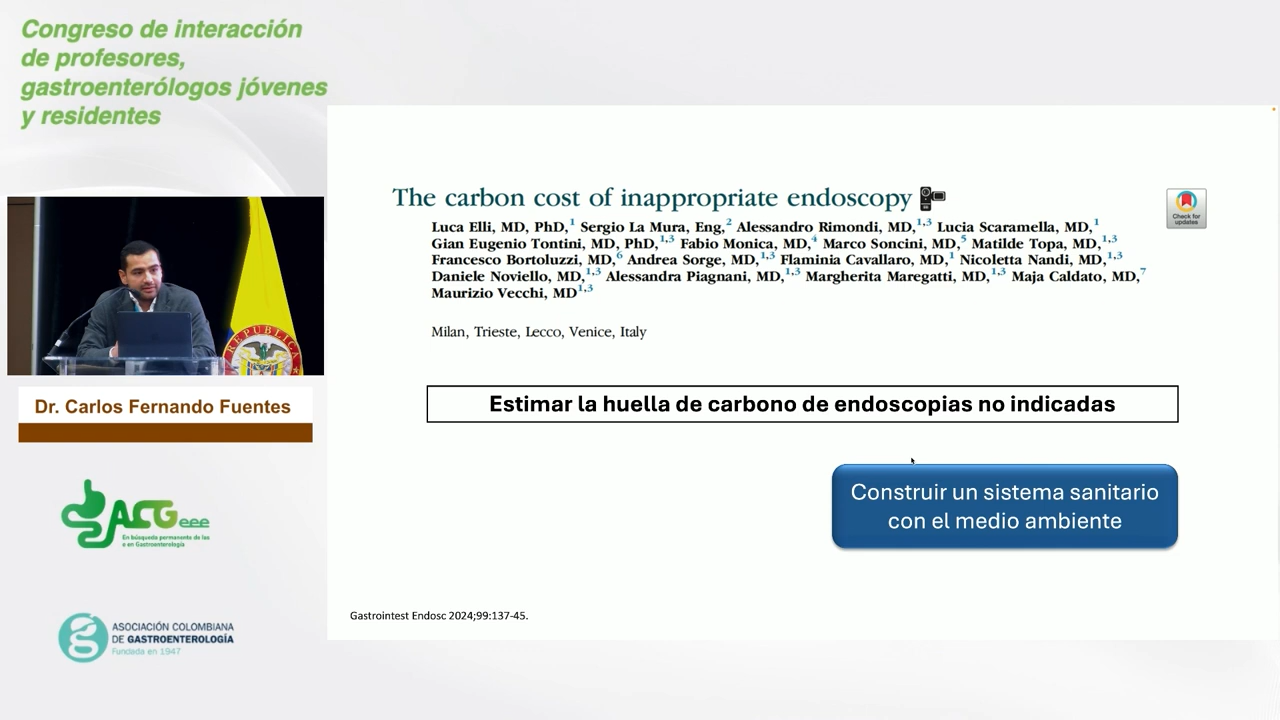 Congreso de interacción
de profesores,
gastroenterólogos jóvenes
y residentes
The carbon cost of inappropriate endoscopy
Check for
updates
Luca Elli, MD, PhD,1 Sergio La Mura, Eng,2 Alessandro Rimondi, MD,1,3 Lucia Scaramella, MD,1
Gian Eugenio Tontini, MD, PhD,1,3 Fabio Monica, MD,4 Marco Soncini, MD,5 Matilde Topa, MD,1,3
Francesco Bortoluzzi, MD,6 Andrea Sorge, MD,1,3 Flaminia Cavallaro, MD,1 Nicoletta Nandi, MD,1,3
Daniele Noviello, MD,1,3 Alessandra Piagnani, MD,1,3 Margherita Maregatti, MD,1,3 Maja Caldato, MD,7
Maurizio Vecchi, MD1,3
Milan, Trieste, Lecco, Venice, Italy
Estimar la huella de carbono de endoscopias no indicadas
Construir un sistema sanitario
con el medio ambiente
Gastrointest Endosc 2024;99:137-45.
REPUBLICA
Dr. Carlos Fernando Fuentes
ACGeee
En búsqueda permanente de las
e en Gastroenterología
ASOCIACIÓN COLOMBIANA
DE GASTROENTEROLOGÍA
Fundada en 1947